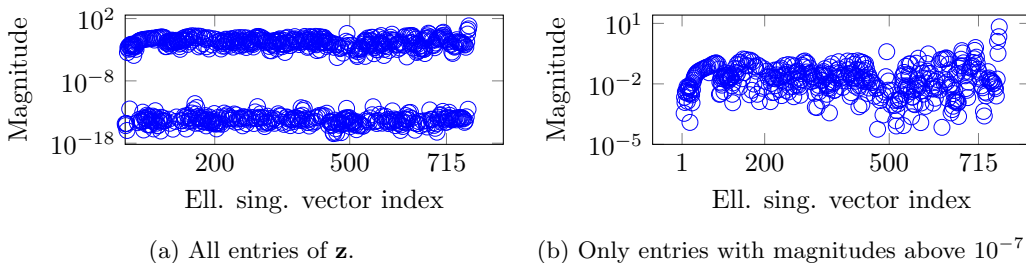 10^2
10^−8
10^−18
Magnitude
200 500 715
Ell. sing. vector index
(a) All entries of z.
10^1
10^−2
10^−5
Magnitude
1 200 500 715
Ell. sing. vector index
(b) Only entries with magnitudes above 10^−7